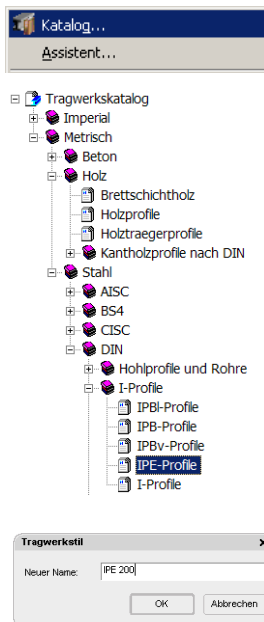 Katalog...
Assistent...
Tragwerkskatalog
Imperial
Metrisch
Beton
Holz
Brettschichtholz
Holzprofile
Holztraegerprofile
Kantholzprofile nach DIN
Stahl
AISC
BS4
CISC
DIN
Hohlprofile und Rohre
I-Profile
IPBl-Profile
IPB-Profile
IPBv-Profile
IPE-Profile
I-Profile
Tragwerkstil
Neuer Name: IPE 200
OK Abbrechen